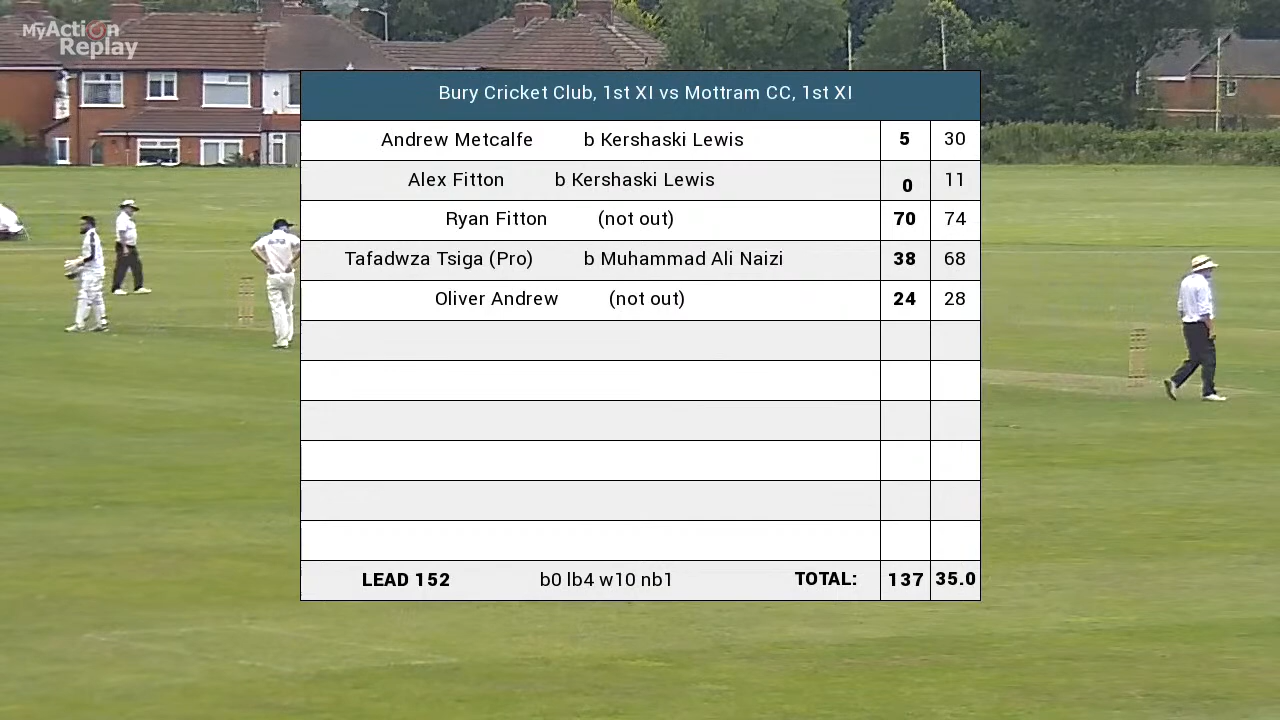 MyAction
Replay
Bury Cricket Club, 1st XI vs Mottram CC, 1st XI
Andrew Metcalfe b Kershaski Lewis 5 30
Alex Fitton b Kershaski Lewis 0 11
Ryan Fitton (not out) 70 74
Tafadwza Tsiga (Pro) b Muhammad Ali Naizi 38 68
Oliver Andrew (not out) 24 28
LEAD 152 b0 lb4 w10 nb1 TOTAL: 137 35.0